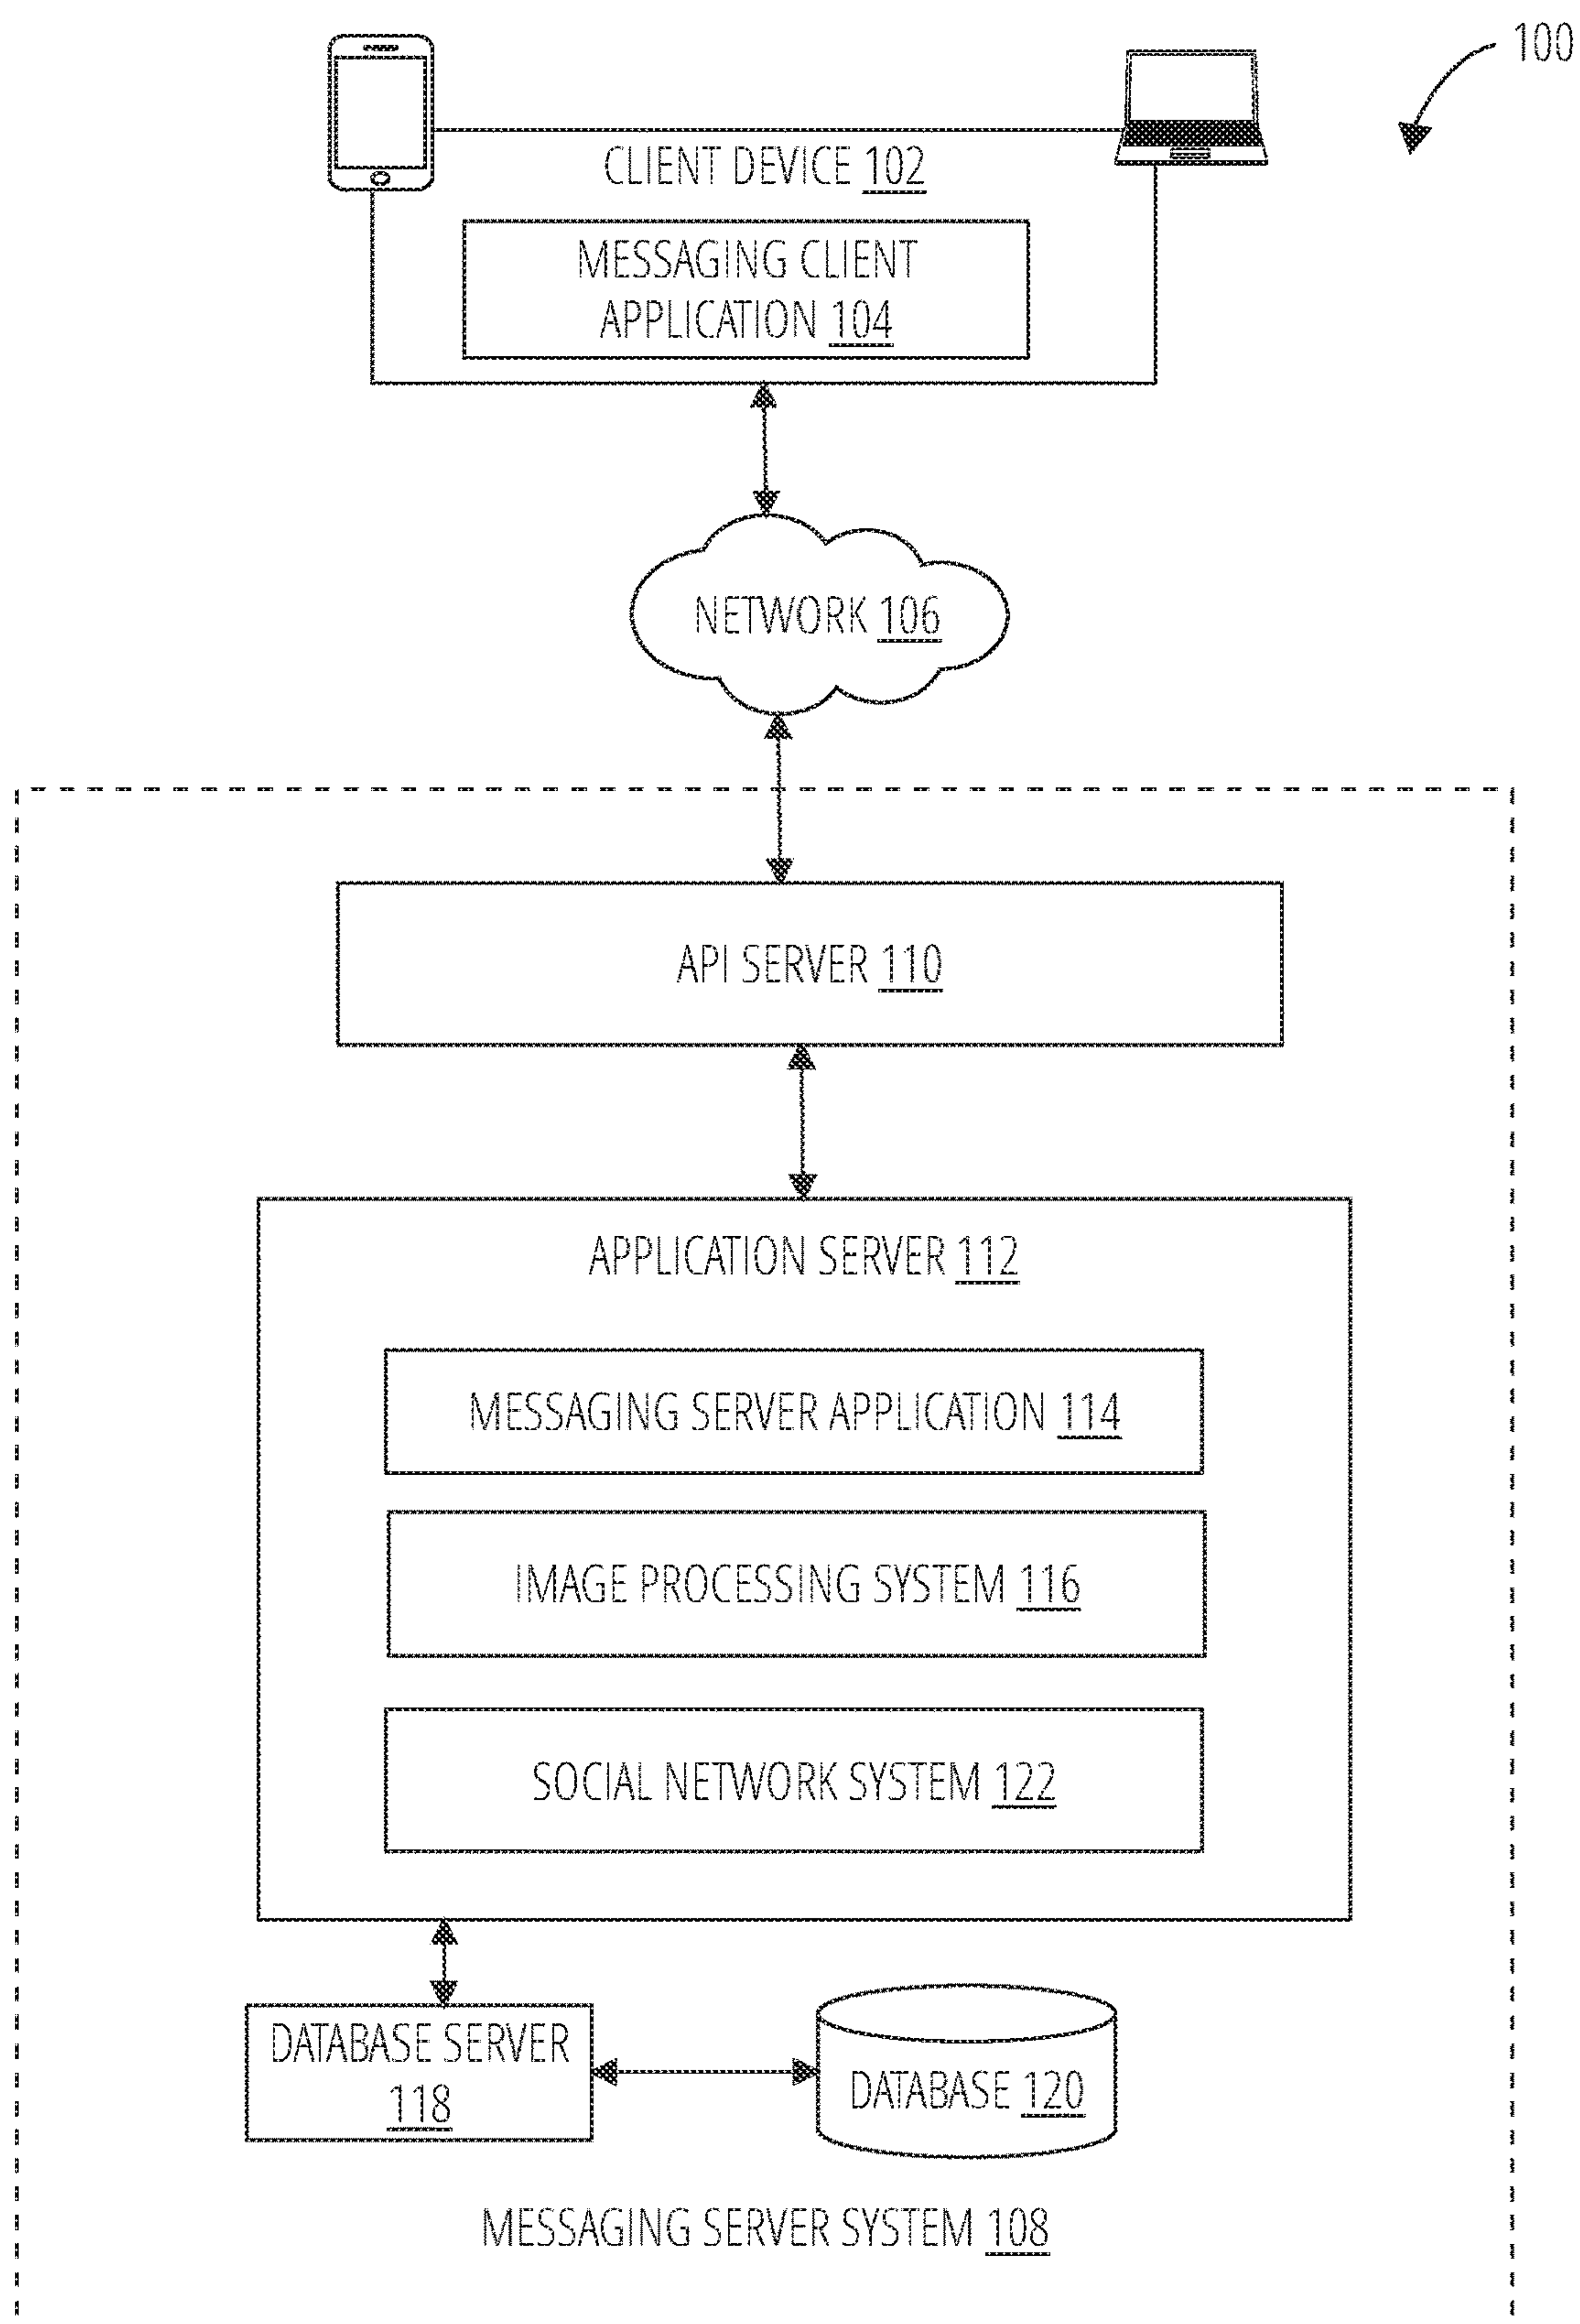 100
CLIENT DEVICE 102
MESSAGING CLIENT
APPLICATION 104
NETWORK 106
API SERVER 110
APPLICATION SERVER 112
MESSAGING SERVER APPLICATION 114
IMAGE PROCESSING SYSTEM 116
SOCIAL NETWORK SYSTEM 122
DATABASE SERVER
118
DATABASE 120
MESSAGING SERVER SYSTEM 108